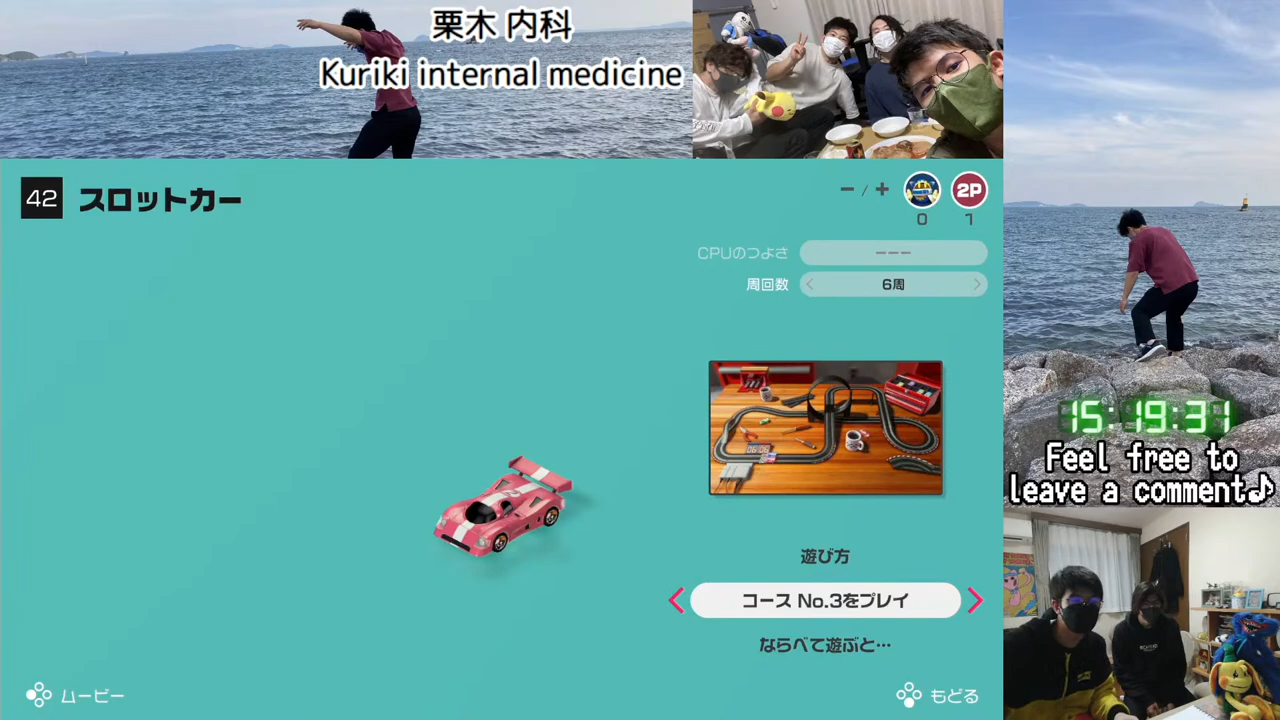 栗木 内科
Kuriki internal medicine
42 スロットカー
2P
0 1
CPUのつよさ ---
周回数 6周
遊び方
コース No.3をプレイ
ならべて遊ぶと…
ムービー
もどる
15:19:31
Feel free to
leave a comment♪